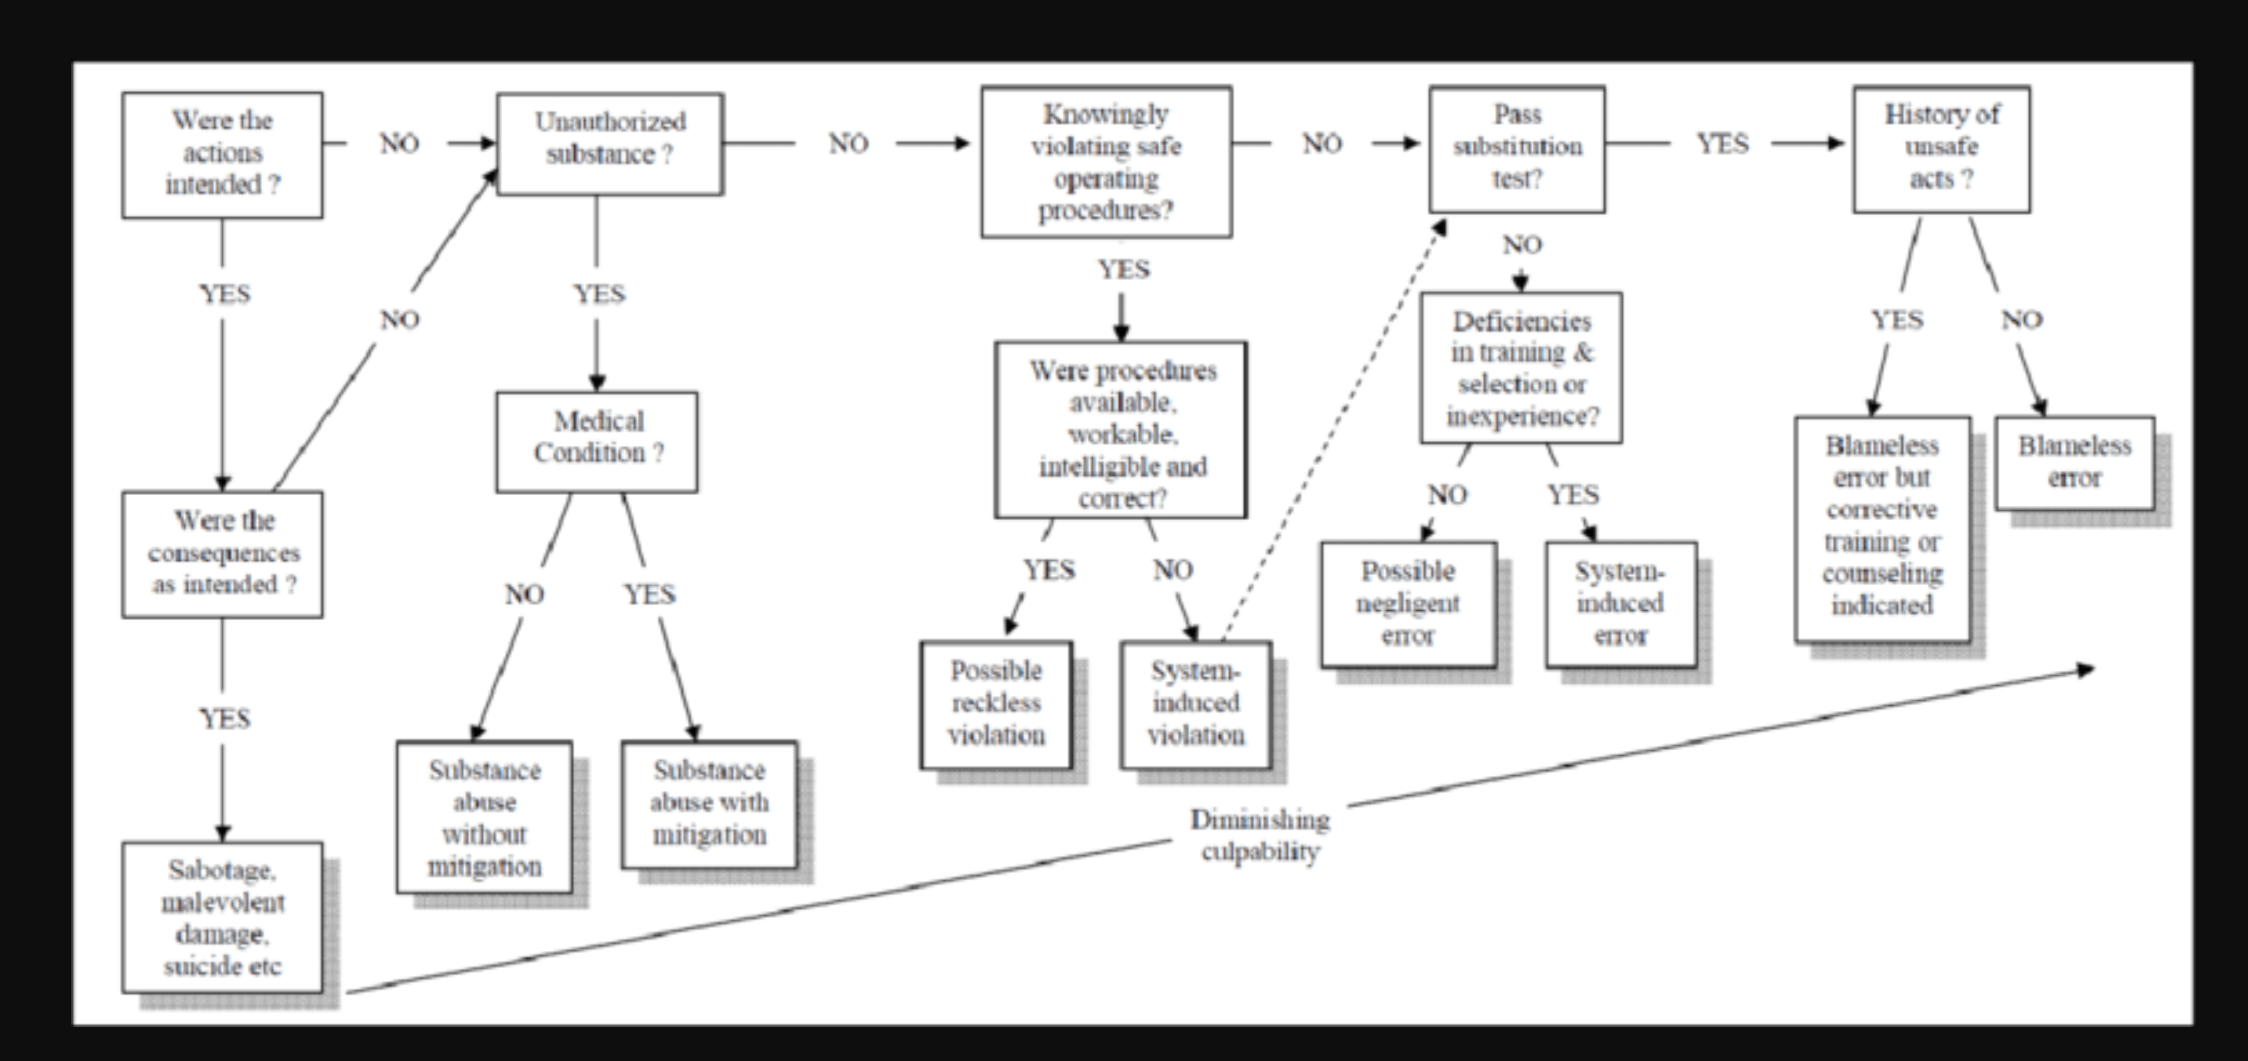 Were the
actions
intended ?
NO
Unauthorized
substance ?
NO
Knowingly
violating safe
operating
procedures?
NO
Pass
substitution
test?
YES
History of
unsafe
acts ?
YES
NO
YES
YES
NO
YES
NO
Were the
consequences
as intended ?
Medical
Condition ?
Were procedures
available,
workable,
intelligible and
correct?
Deficiencies
in training &
selection or
inexperience?
Blameless
error but
corrective
training or
counseling
indicated
Blameless
error
YES
NO
YES
YES
NO
NO
YES
Sabotage,
malevolent
damage,
suicide etc
Substance
abuse
without
mitigation
Substance
abuse with
mitigation
Possible
reckless
violation
System-
induced
violation
Possible
negligent
error
System-
induced
error
Diminishing
culpability